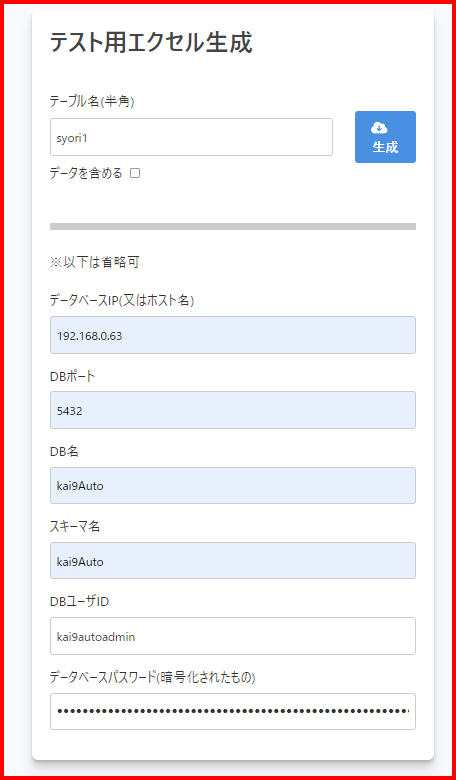 テスト用エクセル生成
テーブル名(半角)
syori1
生成
データを含める
※以下は省略可
データベースIP(又はホスト名)
192.168.0.63
DBポート
5432
DB名
kai9Auto
スキーマ名
kai9Auto
DBユーザID
kai9autoadmin
データベースパスワード(暗号化されたもの)